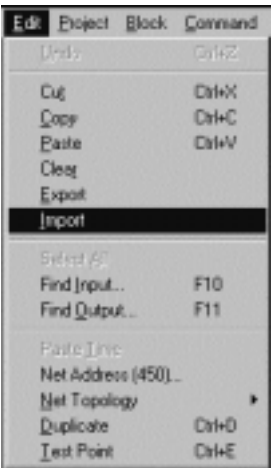 Edit Project Block Command
Undo Ctrl+Z
Cut Ctrl+X
Copy Ctrl+C
Paste Ctrl+V
Clear
Export
Import
Select All
Find Input... F10
Find Output... F11
Paste Time
Net Address (450)...
Net Topology
Duplicate Ctrl+D
Test Point Ctrl+E